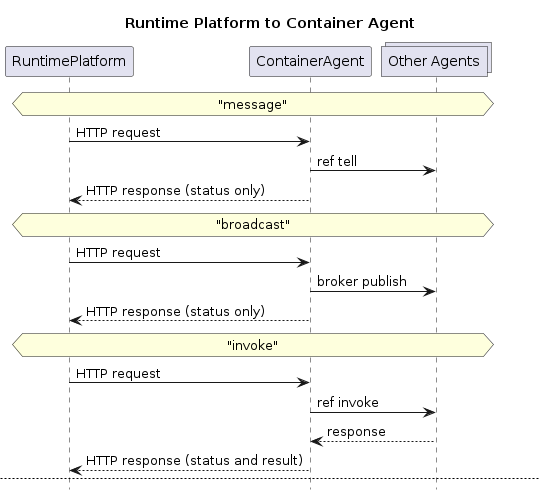 Runtime Platform to Container Agent
RuntimePlatform
ContainerAgent
Other Agents
"message"
HTTP request
ref tell
HTTP response (status only)
"broadcast"
HTTP request
broker publish
HTTP response (status only)
"invoke"
HTTP request
ref invoke
response
HTTP response (status and result)